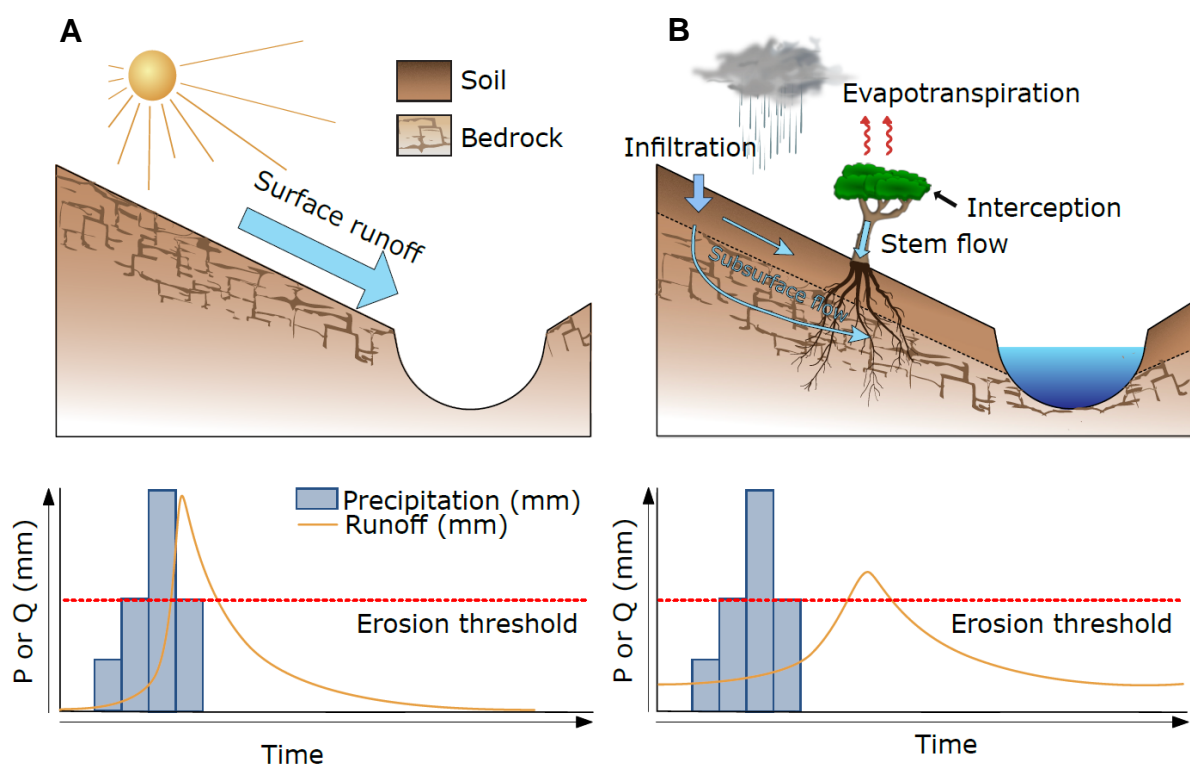 A
Soil
Bedrock
Surface runoff
B
Evapotranspiration
Infiltration
Interception
Stem flow
Subsurface flow
P or Q (mm)
Precipitation (mm)
Runoff (mm)
Erosion threshold
Time
P or Q (mm)
Erosion threshold
Time